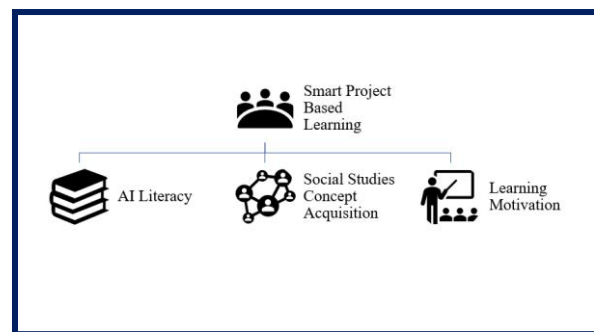 Smart Project
Based
Learning
AI Literacy
Social Studies
Concept
Acquisition
Learning
Motivation